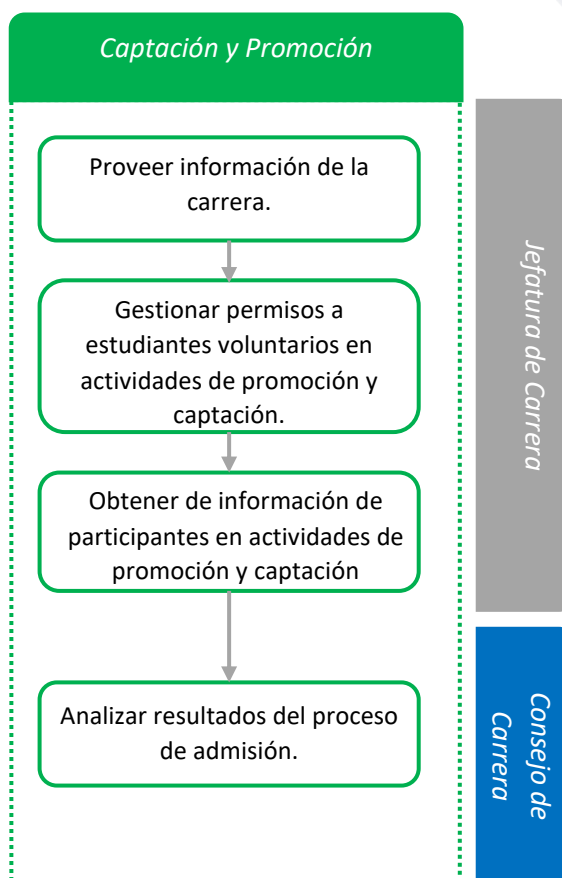 Captación y Promoción
Proveer información de la
carrera.
Gestionar permisos a
estudiantes voluntarios en
actividades de promoción y
captación.
Obtener de información de
participantes en actividades de
promoción y captación
Analizar resultados del proceso
de admisión.
Jefatura de Carrera
Consejo de
Carrera